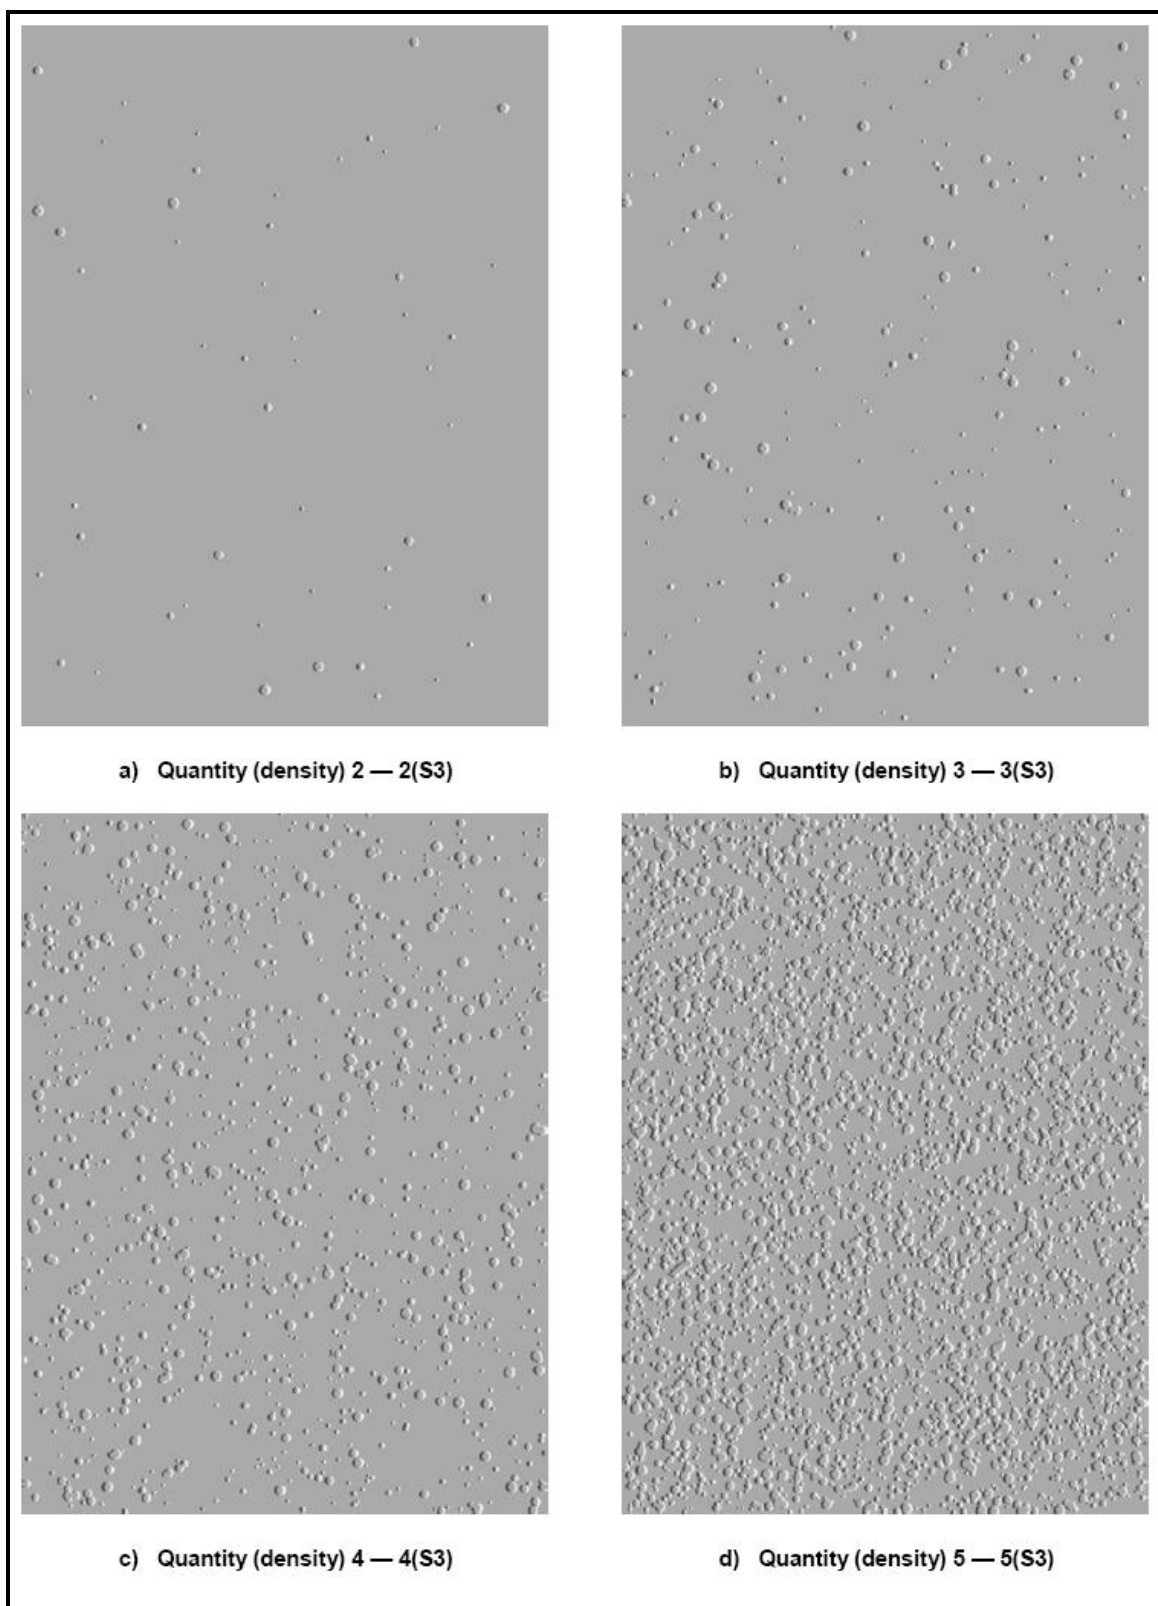 a) Quantity (density) 2 — 2(S3)
b) Quantity (density) 3 — 3(S3)
c) Quantity (density) 4 — 4(S3)
d) Quantity (density) 5 — 5(S3)